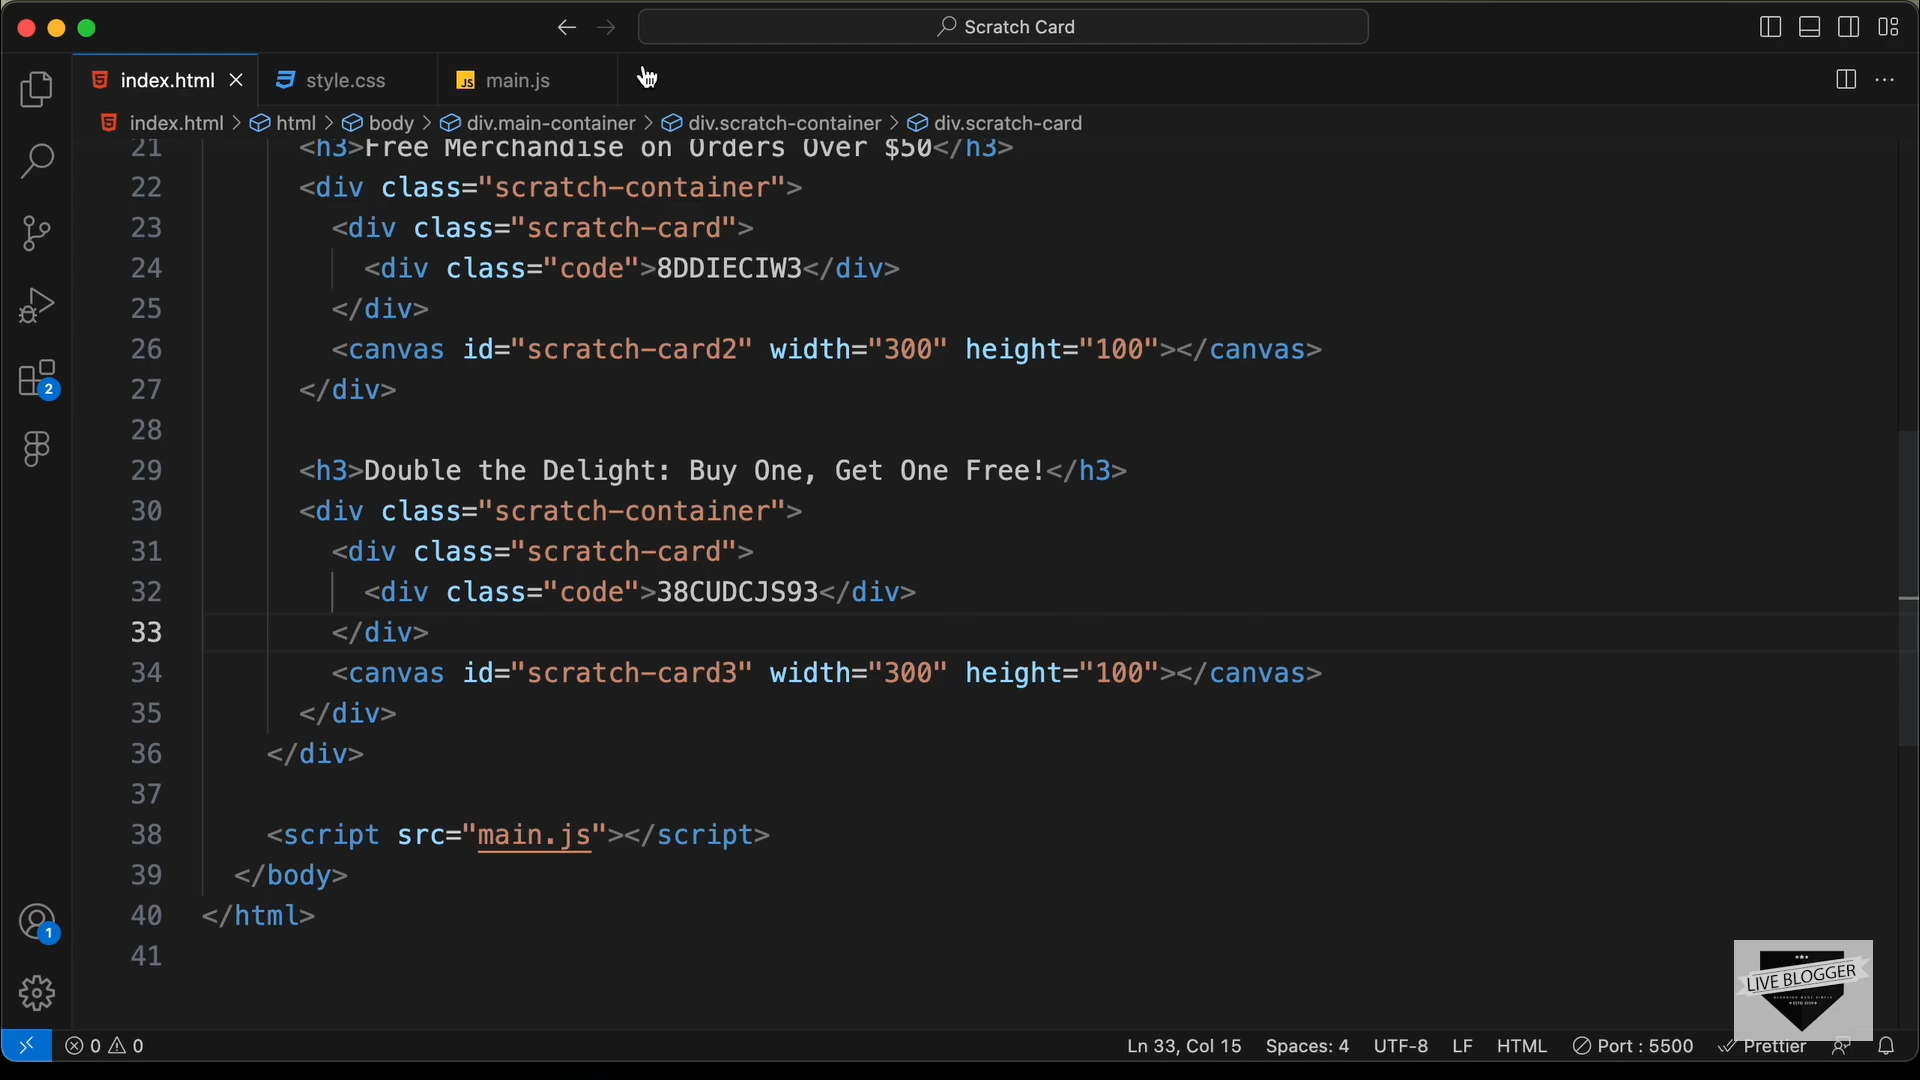 Scratch Card
index.html
style.css
JS main.js
index.html > html > body > div.main-container > div.scratch-container > div.scratch-card
21 <h3>Free Merchandise on Orders Over $50</h3>
22 <div class="scratch-container">
23 <div class="scratch-card">
24 <div class="code">8DDIECIW3</div>
25 </div>
26 <canvas id="scratch-card2" width="300" height="100"></canvas>
27 </div>
28
29 <h3>Double the Delight: Buy One, Get One Free!</h3>
30 <div class="scratch-container">
31 <div class="scratch-card">
32 <div class="code">38CUDCJS93</div>
33 </div>
34 <canvas id="scratch-card3" width="300" height="100"></canvas>
35 </div>
36 </div>
37
38 <script src="main.js"></script>
39 </body>
40 </html>
41
2
1
LIVE BLOGGER
0 0
Ln 33, Col 15 Spaces: 4 UTF-8 LF HTML Port : 5500 Prettier